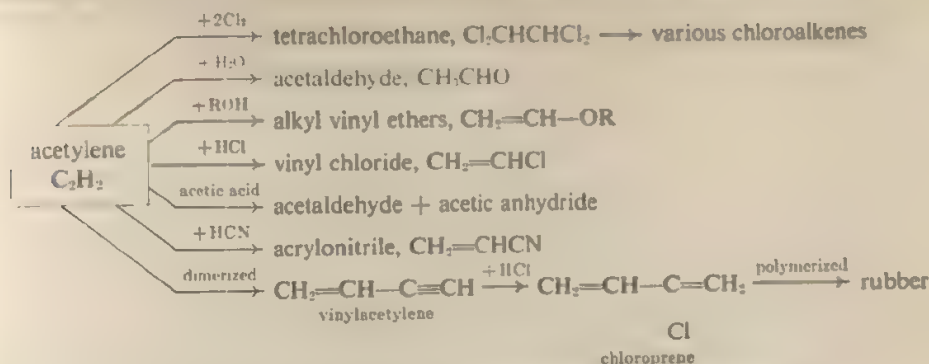 +2Cl₂
tetrachloroethane, Cl₂CHCHCl₂ ⟶ various chloroalkenes
+ H₂O
acetaldehyde, CH₃CHO
+ROH
alkyl vinyl ethers, CH₂=CH—OR
acetylene
C₂H₂
+HCl
vinyl chloride, CH₂=CHCl
acetic acid
acetaldehyde + acetic anhydride
+HCN
acrylonitrile, CH₂=CHCN
dimerized
CH₂=CH—C≡CH
vinylacetylene
+HCl
CH₂=CH—C=CH₂
Cl
chloroprene
polymerized
rubber